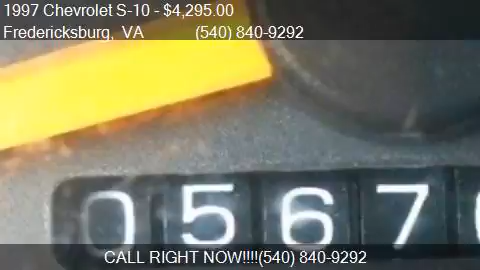 1997 Chevrolet S-10 - $4,295.00
Fredericksburg, VA (540) 840-9292
0567
CALL RIGHT NOW!!!!(540) 840-9292